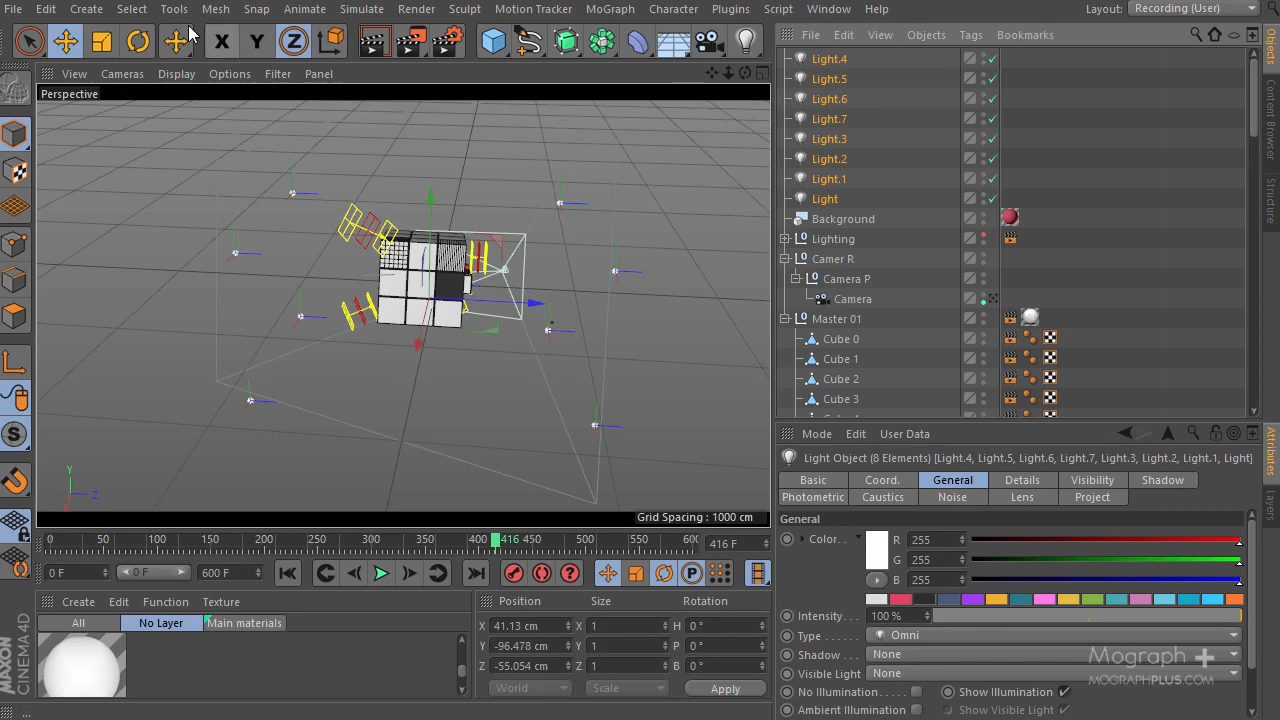 File Edit Create Select Tools Mesh Snap Animate Simulate Render Sculpt Motion Tracker MoGraph Character Plugins Script Window Help Layout: Recording (User)
X Y Z
File Edit View Objects Tags Bookmarks
View Cameras Display Options Filter Panel
Perspective
Light.4
Light.5
Light.6
Light.7
Light.3
Light.2
Light.1
Light
Background
Lighting
Camer R
Camera P
Camera
Master 01
Cube 0
Cube 1
Cube 2
Cube 3
Objects
Content Browser
Structure
Y
Z
Grid Spacing : 1000 cm
Mode Edit User Data
Light Object (8 Elements) [Light.4, Light.5, Light.6, Light.7, Light.3, Light.2, Light.1, Light]
Basic Coord. General Details Visibility Shadow
Photometric Caustics Noise Lens Project
Attributes
Layers
General
Color. . R 255
G 255
B 255
Intensity. 100 %
Type . . Omni
Shadow . . . None
Visible Light . None
No Illumination. . . . . Show Illumination
Ambient Illumination Show Visible Light
Mograph +
MOGRAPHPLUS.COM
0 50 100 150 200 250 300 350 416 450 500 550 600 416 F
0 F 0 F 600 F
P
Create Edit Function Texture
All No Layer Main materials
Position Size Rotation
X 41.13 cm X 1 H 0 °
Y -96.478 cm Y 1 P 0 °
Z -55.054 cm Z 1 B 0 °
World Scale Apply
MAXON
CINEMA4D